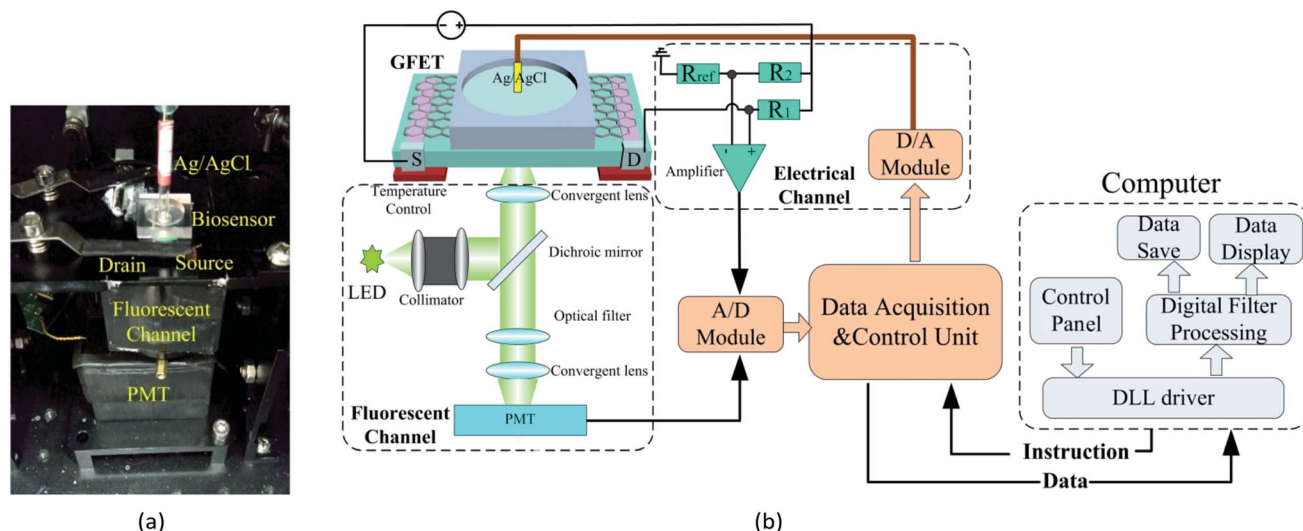 Ag/AgCl
Biosensor
Drain
Source
Fluorescent
Channel
PMT
(a)
- +
GFET
Ag/AgCl
S
D
Rref
R2
R1
- +
Amplifier
Electrical
Channel
D/A
Module
Temperature
Control
Convergent lens
Dichroic mirror
LED
Collimator
Optical filter
Convergent lens
Fluorescent
Channel
PMT
A/D
Module
Data Acquisition
&Control Unit
Computer
Data
Save
Data
Display
Control
Panel
Digital Filter
Processing
DLL driver
Instruction
Data
(b)